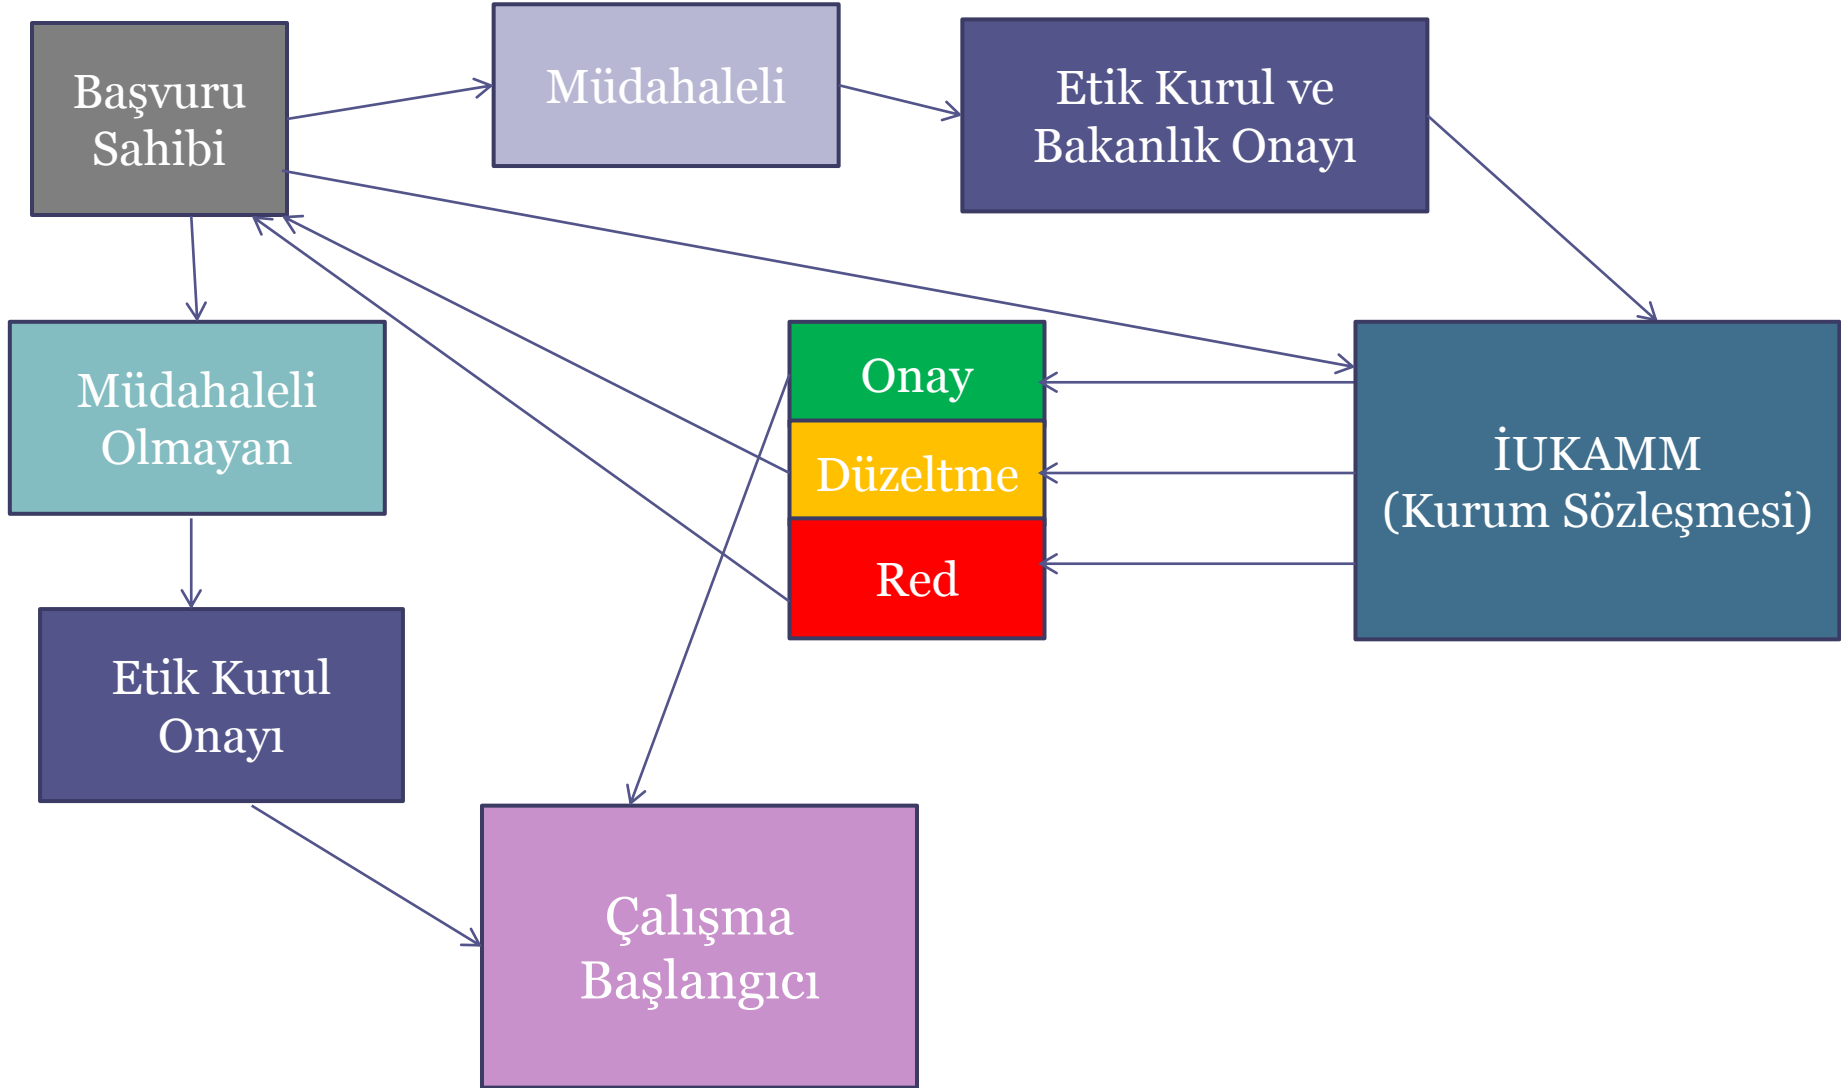 Başvuru
Sahibi
Müdahaleli
Etik Kurul ve
Bakanlık Onayı
Müdahaleli
Olmayan
Onay
Düzeltme
Red
İUKAMM
(Kurum Sözleşmesi)
Etik Kurul
Onayı
Çalışma
Başlangıcı